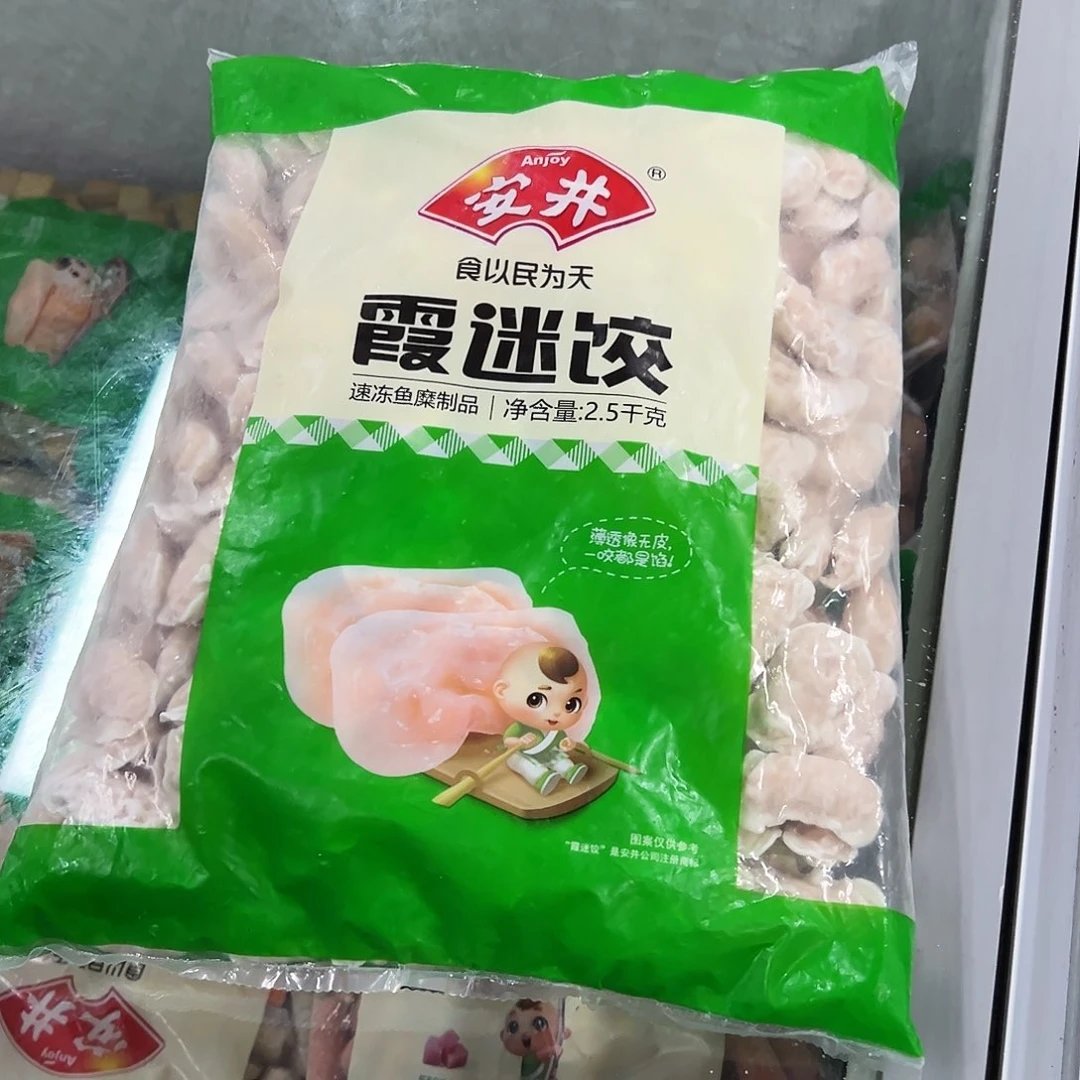 Anjoy
安井®
食以民为天
霞迷饺
速冻鱼糜制品 | 净含量:2.5千克
薄透像无皮,
一咬都是馅!
图案仅供参考
"霞迷饺"是安井公司注册商标
安井
Anjoy